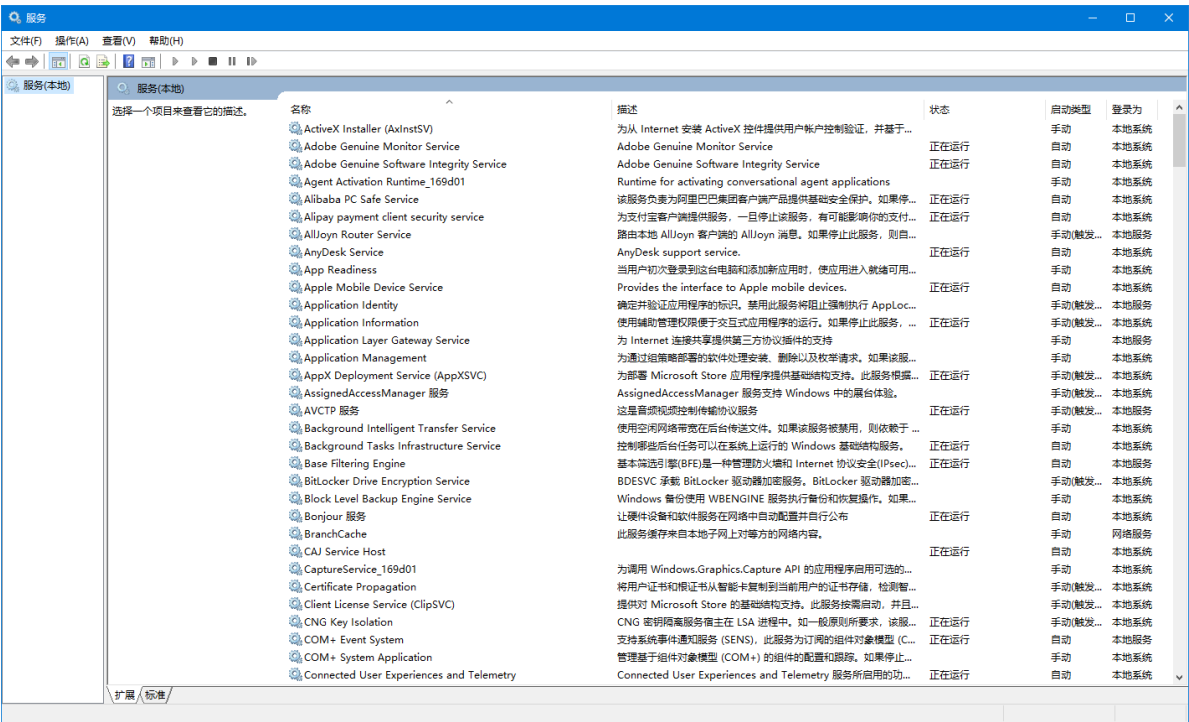 服务
文件(F) 操作(A) 查看(V) 帮助(H)
服务(本地)
服务(本地)
选择一个项目来查看它的描述。
名称 描述 状态 启动类型 登录为
ActiveX Installer (AxInstSV) 为从 Internet 安装 ActiveX 控件提供用户帐户控制验证，并基于... 手动 本地系统
Adobe Genuine Monitor Service Adobe Genuine Monitor Service 正在运行 自动 本地系统
Adobe Genuine Software Integrity Service Adobe Genuine Software Integrity Service 正在运行 自动 本地系统
Agent Activation Runtime_169d01 Runtime for activating conversational agent applications 手动 本地系统
Alibaba PC Safe Service 该服务负责为阿里巴巴集团客户端产品提供基础安全保护。如果停... 正在运行 自动 本地系统
Alipay payment client security service 为支付宝客户端提供服务，一旦停止该服务，有可能影响你的支付... 正在运行 自动 本地系统
AllJoyn Router Service 路由本地 AllJoyn 客户端的 AllJoyn 消息。如果停止此服务，则自... 手动(触发... 本地服务
AnyDesk Service AnyDesk support service. 正在运行 自动 本地系统
App Readiness 当用户初次登录到这台电脑和添加新应用时，使应用进入就绪可用... 手动 本地系统
Apple Mobile Device Service Provides the interface to Apple mobile devices. 正在运行 自动 本地系统
Application Identity 确定并验证应用程序的标识。禁用此服务将阻止强制执行 AppLoc... 手动(触发... 本地服务
Application Information 使用辅助管理权限便于交互式应用程序的运行。如果停止此服务，... 正在运行 手动(触发... 本地系统
Application Layer Gateway Service 为 Internet 连接共享提供第三方协议插件的支持 手动 本地服务
Application Management 为通过组策略部署的软件处理安装、删除以及枚举请求。如果该服... 手动 本地系统
AppX Deployment Service (AppXSVC) 为部署 Microsoft Store 应用程序提供基础结构支持。此服务根据... 正在运行 手动(触发... 本地系统
AssignedAccessManager 服务 AssignedAccessManager 服务支持 Windows 中的展台体验。 手动(触发... 本地系统
AVCTP 服务 这是音频视频控制传输协议服务 正在运行 手动(触发... 本地服务
Background Intelligent Transfer Service 使用空闲网络带宽在后台传送文件。如果该服务被禁用，则依赖于 ... 手动 本地系统
Background Tasks Infrastructure Service 控制哪些后台任务可以在系统上运行的 Windows 基础结构服务。 正在运行 自动 本地系统
Base Filtering Engine 基本筛选引擎(BFE)是一种管理防火墙和 Internet 协议安全(IPsec)... 正在运行 自动 本地服务
BitLocker Drive Encryption Service BDESVC 承载 BitLocker 驱动器加密服务。BitLocker 驱动器加密... 手动(触发... 本地系统
Block Level Backup Engine Service Windows 备份使用 WBENGINE 服务执行备份和恢复操作。如果... 手动 本地系统
Bonjour 服务 让硬件设备和软件服务在网络中自动配置并自行公布 正在运行 自动 本地系统
BranchCache 此服务缓存来自本地子网上对等方的网络内容。 手动 网络服务
CAJ Service Host 正在运行 自动 本地系统
CaptureService_169d01 为调用 Windows.Graphics.Capture API 的应用程序启用可选的... 手动 本地系统
Certificate Propagation 将用户证书和根证书从智能卡复制到当前用户的证书存储，检测智... 手动(触发... 本地系统
Client License Service (ClipSVC) 提供对 Microsoft Store 的基础结构支持。此服务按需启动，并且... 手动(触发... 本地系统
CNG Key Isolation CNG 密钥隔离服务宿主在 LSA 进程中。如一般原则所要求，该服... 正在运行 手动(触发... 本地系统
COM+ Event System 支持系统事件通知服务 (SENS)，此服务为订阅的组件对象模型 (C... 正在运行 自动 本地服务
COM+ System Application 管理基于组件对象模型 (COM+) 的组件的配置和跟踪。如果停止... 手动 本地系统
Connected User Experiences and Telemetry Connected User Experiences and Telemetry 服务所启用的功... 正在运行 自动 本地系统
扩展 标准